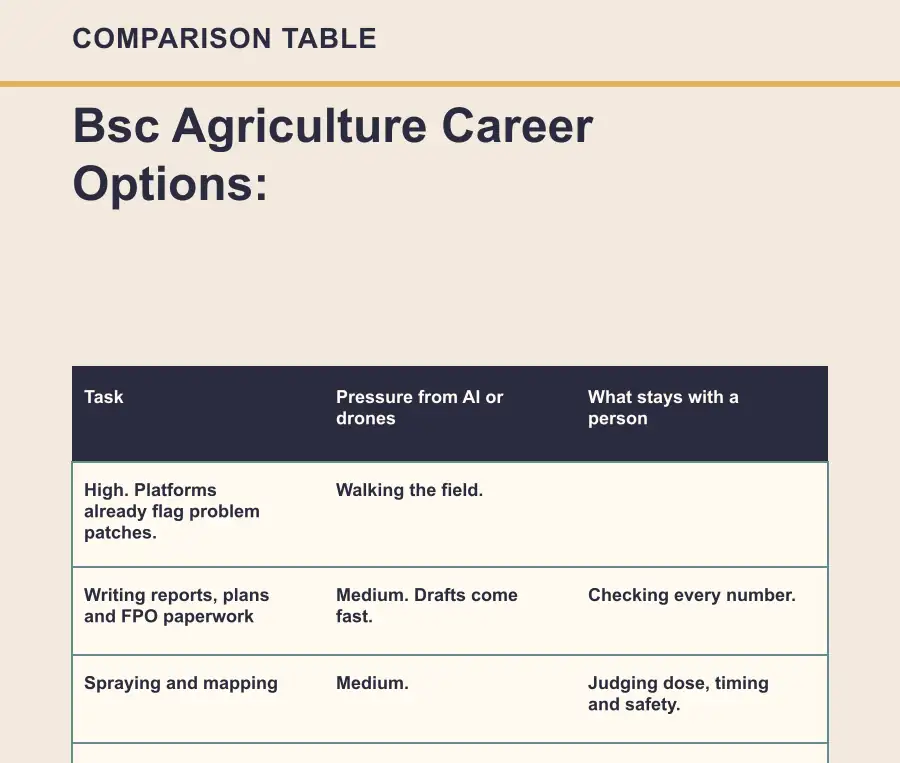 COMPARISON TABLE
Bsc Agriculture Career
Options:
Task
Pressure from AI or
drones
What stays with a
person
High. Platforms
already flag problem
patches.
Walking the field.
Writing reports, plans
and FPO paperwork
Medium. Drafts come
fast.
Checking every number.
Spraying and mapping
Medium.
Judging dose, timing
and safety.